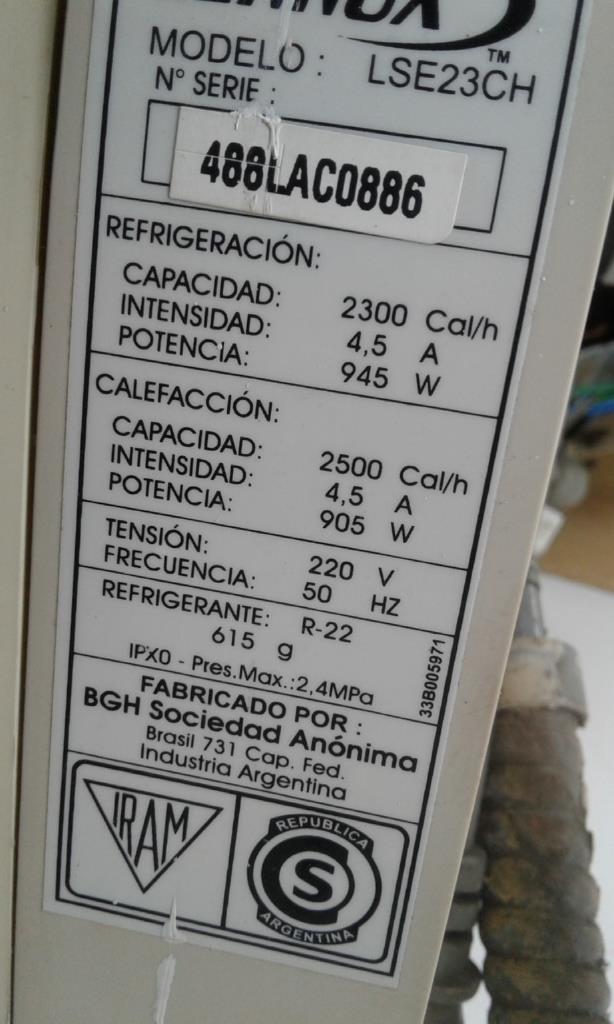 LENNOX
MODELO: LSE23CH ™
N° SERIE:
488LAC0886
REFRIGERACIÓN:
CAPACIDAD: 2300 Cal/h
INTENSIDAD: 4,5 A
POTENCIA: 945 W
CALEFACCIÓN:
CAPACIDAD: 2500 Cal/h
INTENSIDAD: 4,5 A
POTENCIA: 905 W
TENSIÓN: 220 V
FRECUENCIA: 50 HZ
REFRIGERANTE: R-22
615 g
IPX0 - Pres.Max.:2,4MPa
33B005971
FABRICADO POR :
BGH Sociedad Anónima
Brasil 731 Cap. Fed.
Industria Argentina
IRAM
REPUBLICA
S
ARGENTINA